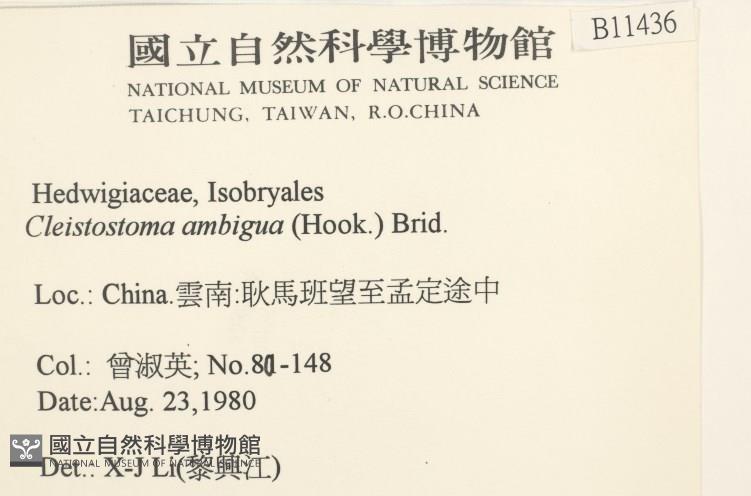 國立自然科學博物館
B11436
NATIONAL MUSEUM OF NATURAL SCIENCE
TAICHUNG, TAIWAN, R.O.CHINA
Hedwigiaceae, Isobryales
Cleistostoma ambigua (Hook.) Brid.
Loc.: China.雲南:耿馬班望至孟定途中
Col.: 曾淑英; No.80-148
Date:Aug. 23,1980
國立自然科學博物館
NATIONAL MUSEUM OF NATURAL SCIENCE
Det.: X-J Li(黎興江)